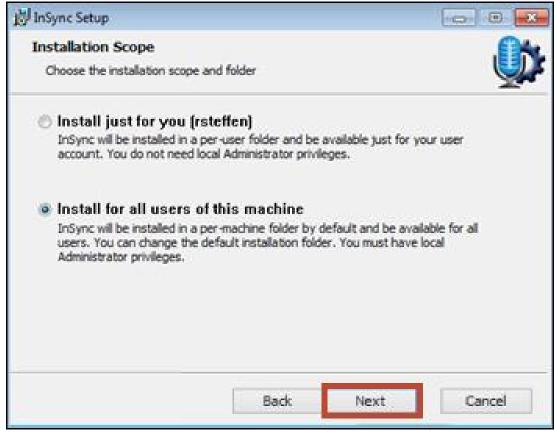 InSync Setup
Installation Scope
Choose the installation scope and folder
Install just for you (rsteffen)
InSync will be installed in a per-user folder and be available just for your user
account. You do not need local Administrator privileges.
Install for all users of this machine
InSync will be installed in a per-machine folder by default and be available for all
users. You can change the default installation folder. You must have local
Administrator privileges.
Back Next Cancel